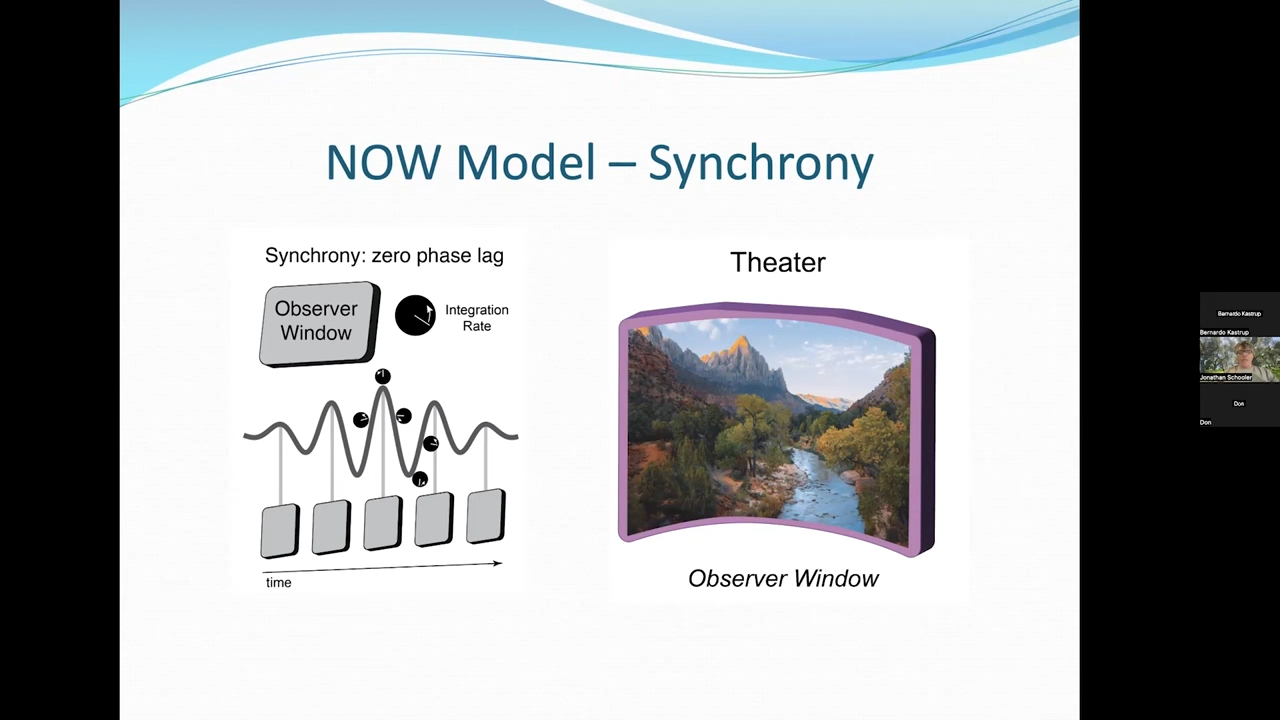 NOW Model – Synchrony
Synchrony: zero phase lag
Observer
Window
Integration
Rate
time
Theater
Observer Window
Bernardo Kastrup
Bernardo Kastrup
Jonathan Schooler
Don
Don